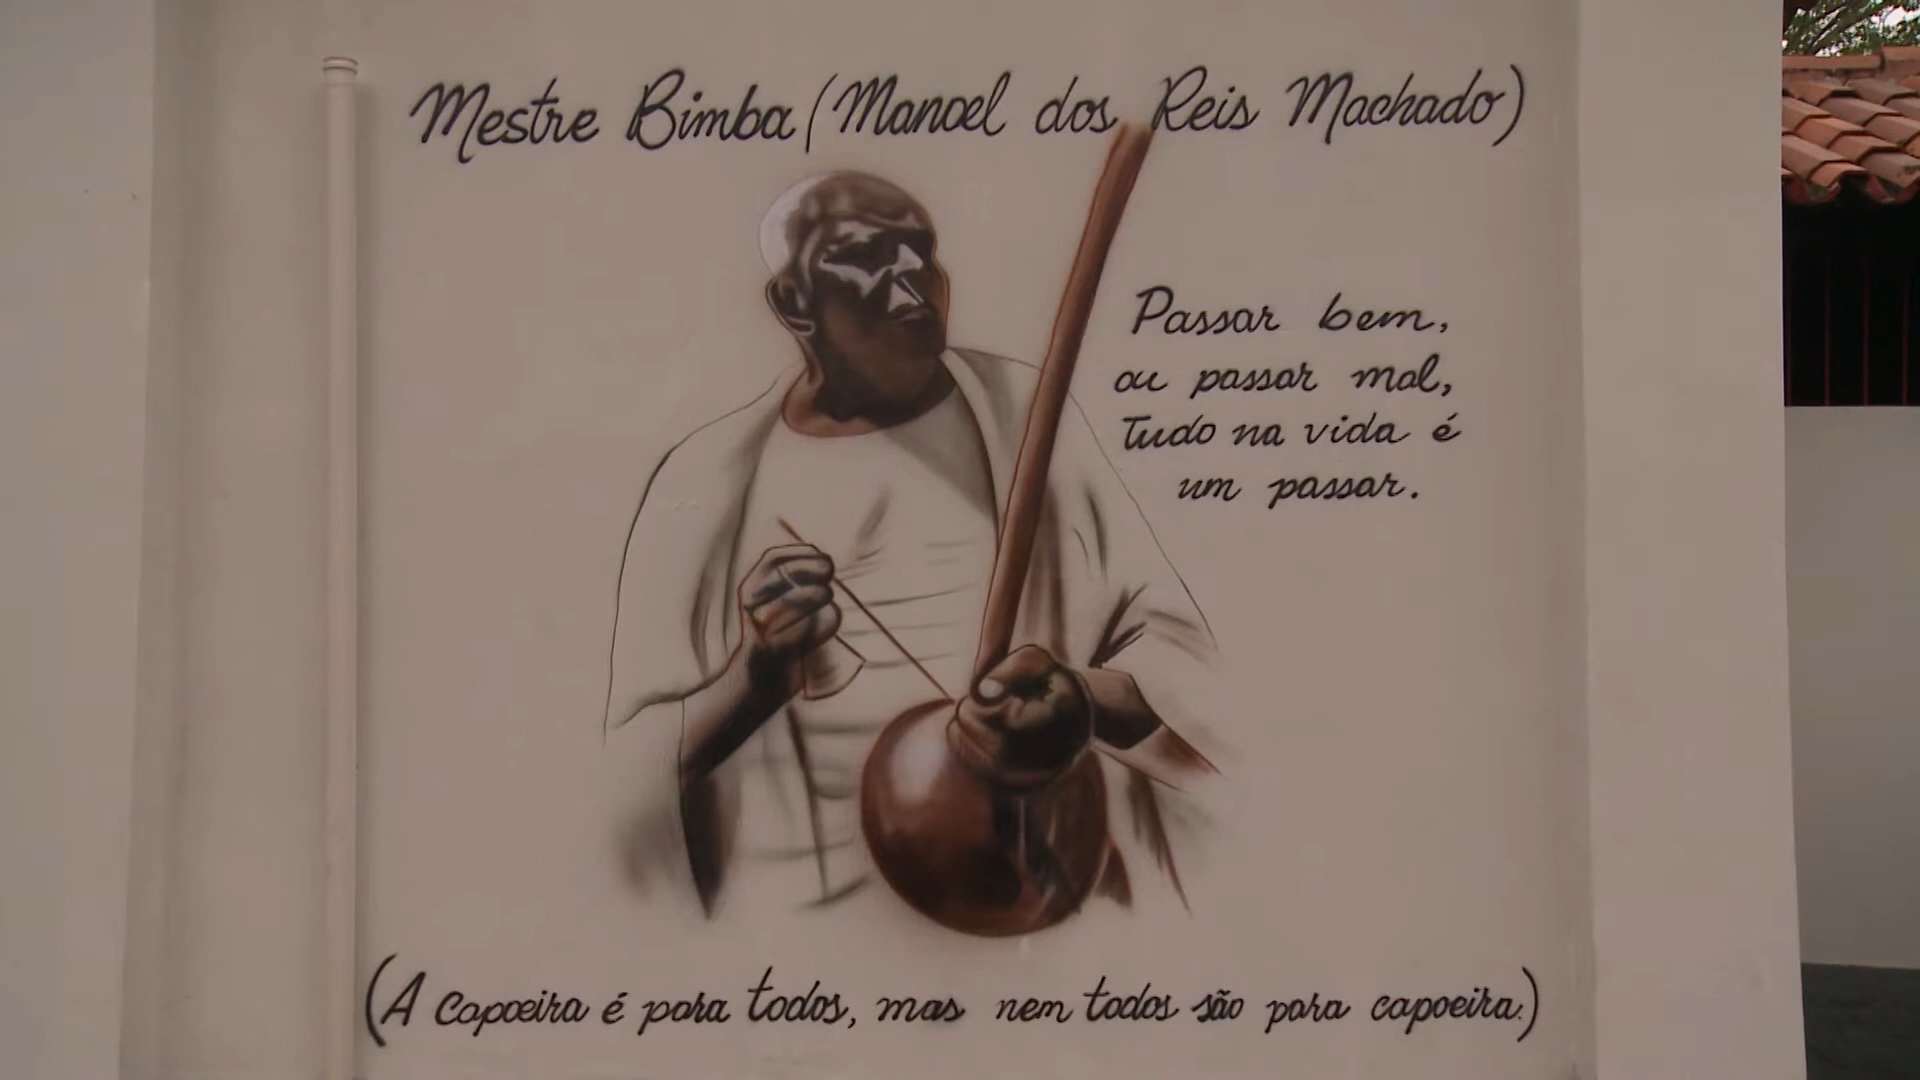 Mestre Bimba (Manoel dos Reis Machado)
Passar bem,
ou passar mal,
Tudo na vida é
um passar.
(A Capoeira é para todos, mas nem todos são para capoeira.)